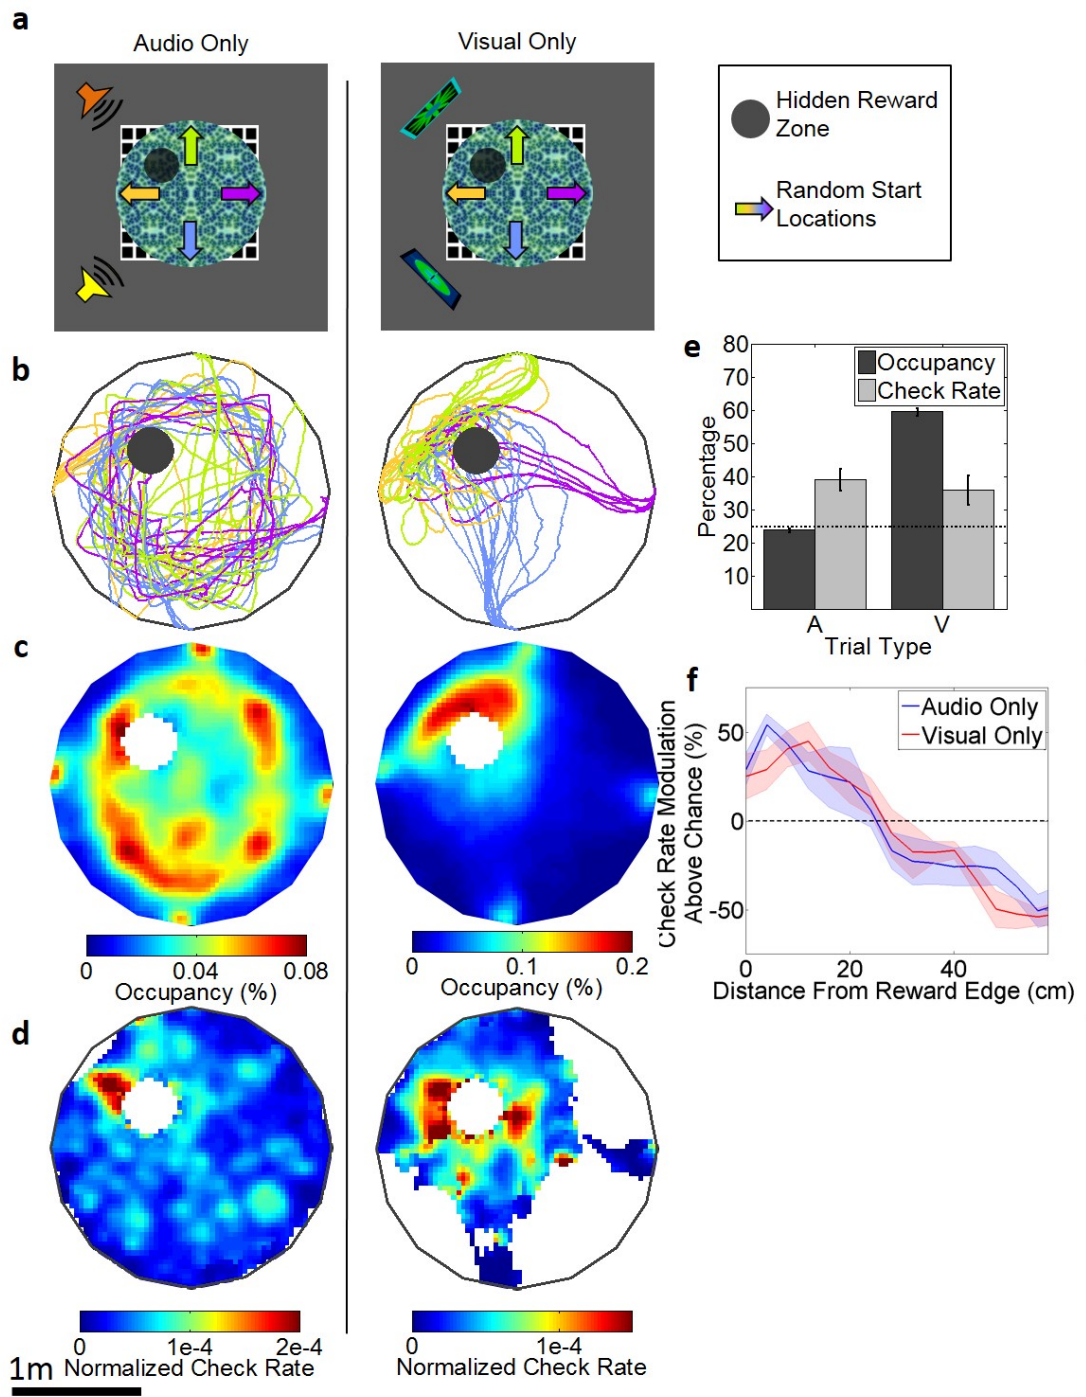 a
Audio Only
Visual Only
Hidden Reward
Zone
Random Start
Locations
b
e
80
70
60
50
40
30
20
10
Percentage
Occupancy
Check Rate
A
V
Trial Type
c
0
0.04
0.08
Occupancy (%)
0
0.1
0.2
Occupancy (%)
f
Check Rate Modulation
Above Chance (%)
50
0
-50
Audio Only
Visual Only
0
20
40
Distance From Reward Edge (cm)
d
0
1e-4
2e-4
Normalized Check Rate
0
1e-4
Normalized Check Rate
1m